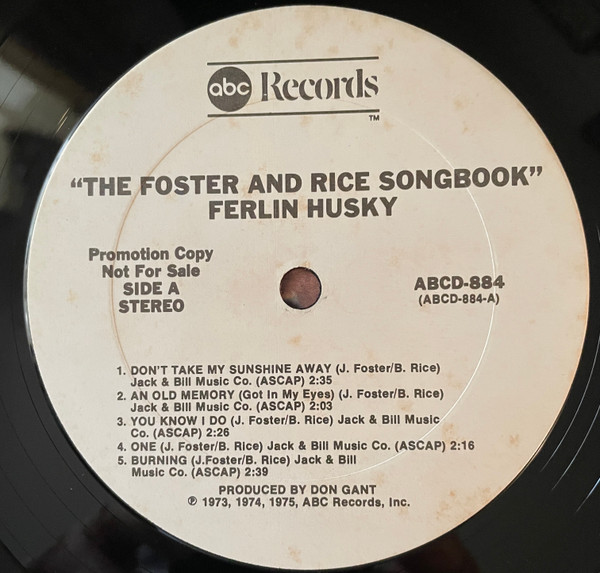 abc Records
TM
"THE FOSTER AND RICE SONGBOOK"
FERLIN HUSKY
Promotion Copy
Not For Sale
SIDE A
STEREO
ABCD-884
(ABCD-884-A)
1. DON'T TAKE MY SUNSHINE AWAY (J. Foster/B. Rice)
Jack & Bill Music Co. (ASCAP) 2:35
2. AN OLD MEMORY (Got In My Eyes) (J. Foster/B. Rice)
Jack & Bill Music Co. (ASCAP) 2:03
3. YOU KNOW I DO (J. Foster/B. Rice) Jack & Bill Music
Co. (ASCAP) 2:26
4. ONE (J. Foster/B. Rice) Jack & Bill Music Co. (ASCAP) 2:16
5. BURNING (J.Foster/B. Rice) Jack & Bill
Music Co. (ASCAP) 2:39
PRODUCED BY DON GANT
℗ 1973, 1974, 1975, ABC Records, Inc.